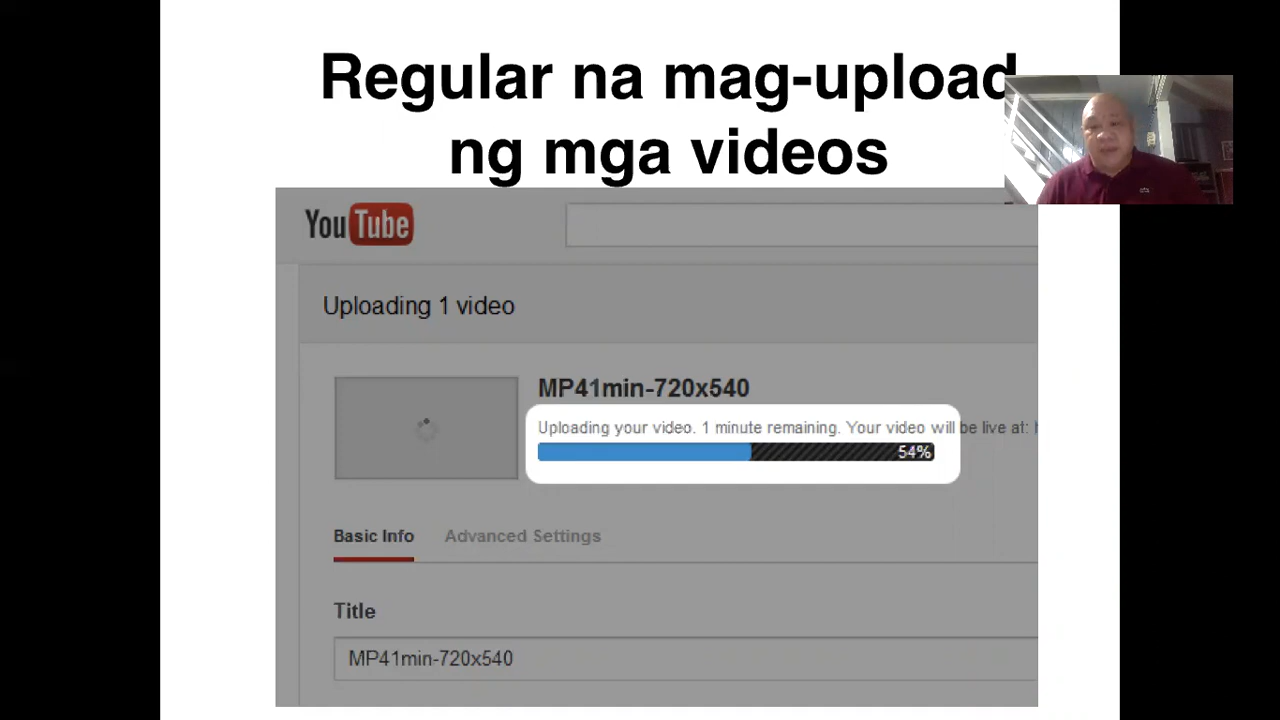 Regular na mag-upload
ng mga videos
YouTube
Uploading 1 video
MP41min-720x540
Uploading your video. 1 minute remaining. Your video will be live at:
54%
Basic Info Advanced Settings
Title
MP41min-720x540